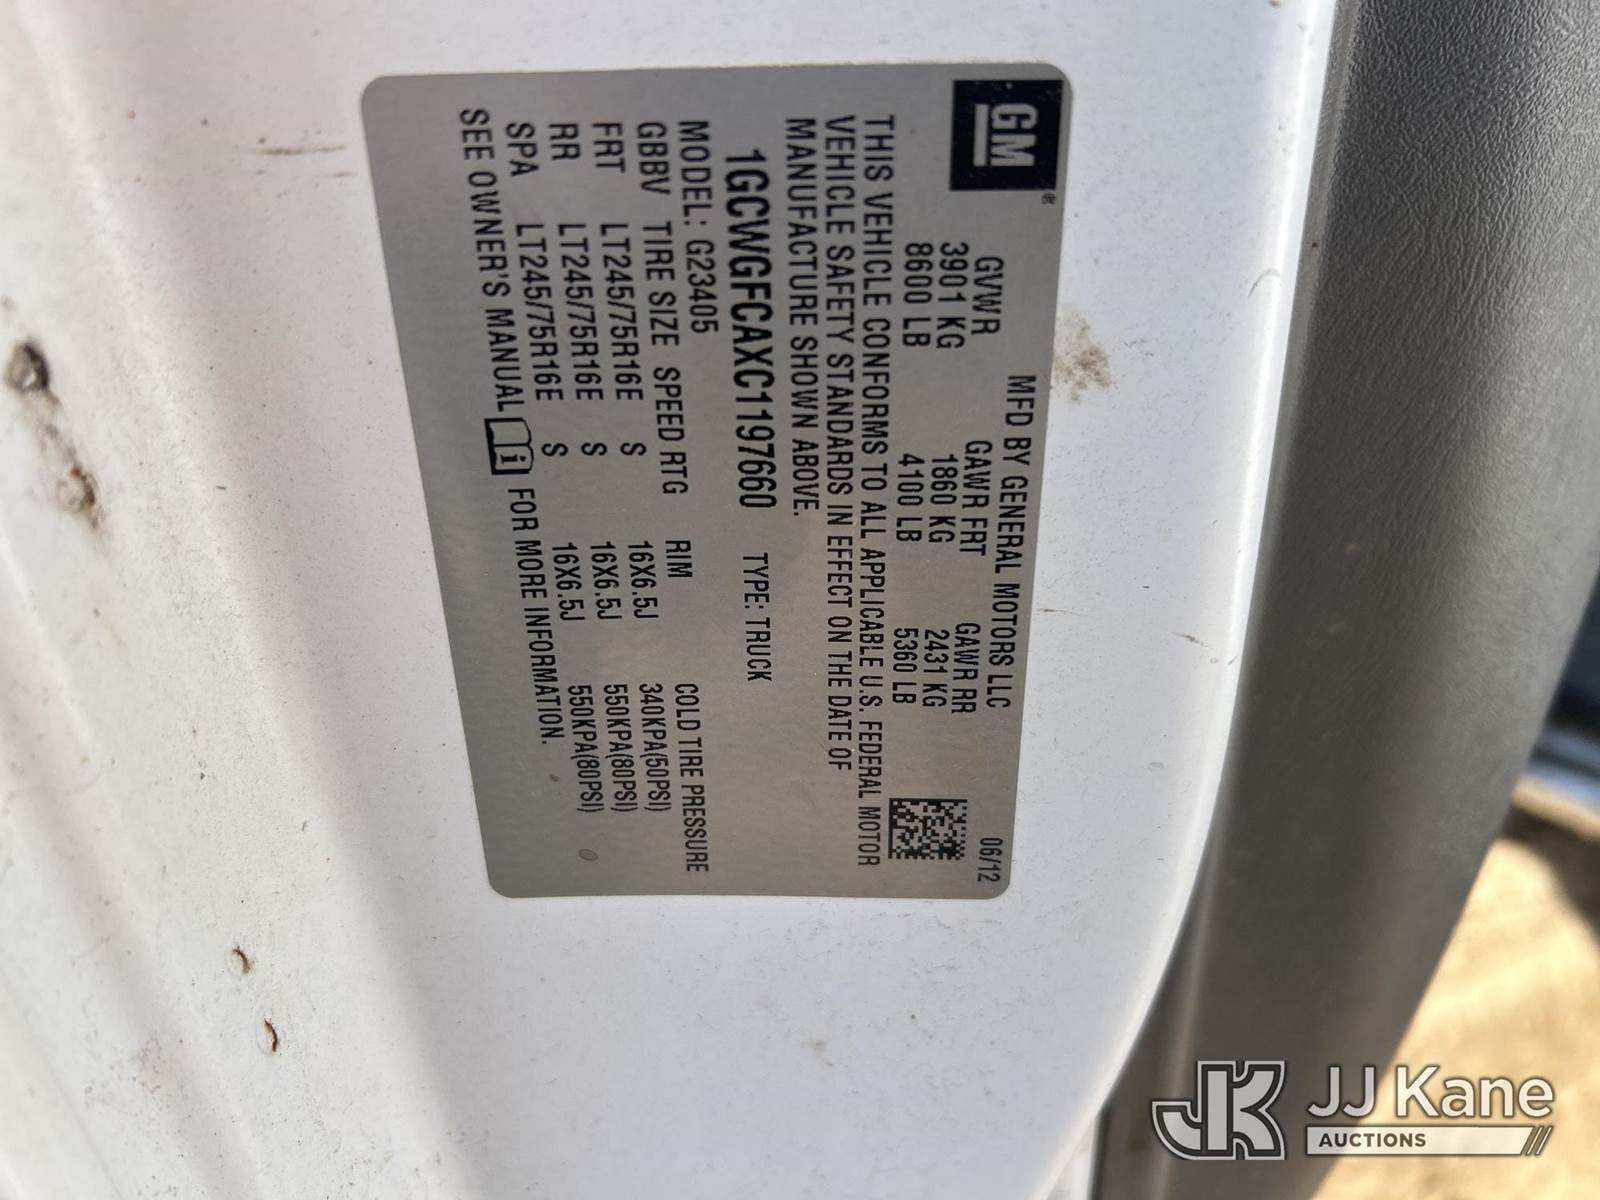 GM
®
MFD BY GENERAL MOTORS LLC
06/12
GVWR GAWR FRT GAWR RR
3901 KG 1860 KG 2431 KG
8600 LB 4100 LB 5360 LB
THIS VEHICLE CONFORMS TO ALL APPLICABLE U.S. FEDERAL MOTOR
VEHICLE SAFETY STANDARDS IN EFFECT ON THE DATE OF
MANUFACTURE SHOWN ABOVE.
1GCWGFCAXC1197660 TYPE: TRUCK
MODEL: G23405
GBBV TIRE SIZE SPEED RTG RIM COLD TIRE PRESSURE
FRT LT245/75R16E S 16X6.5J 340KPA(50PSI)
RR LT245/75R16E S 16X6.5J 550KPA(80PSI)
SPA LT245/75R16E S 16X6.5J 550KPA(80PSI)
SEE OWNER'S MANUAL i FOR MORE INFORMATION.
JK JJ Kane
AUCTIONS